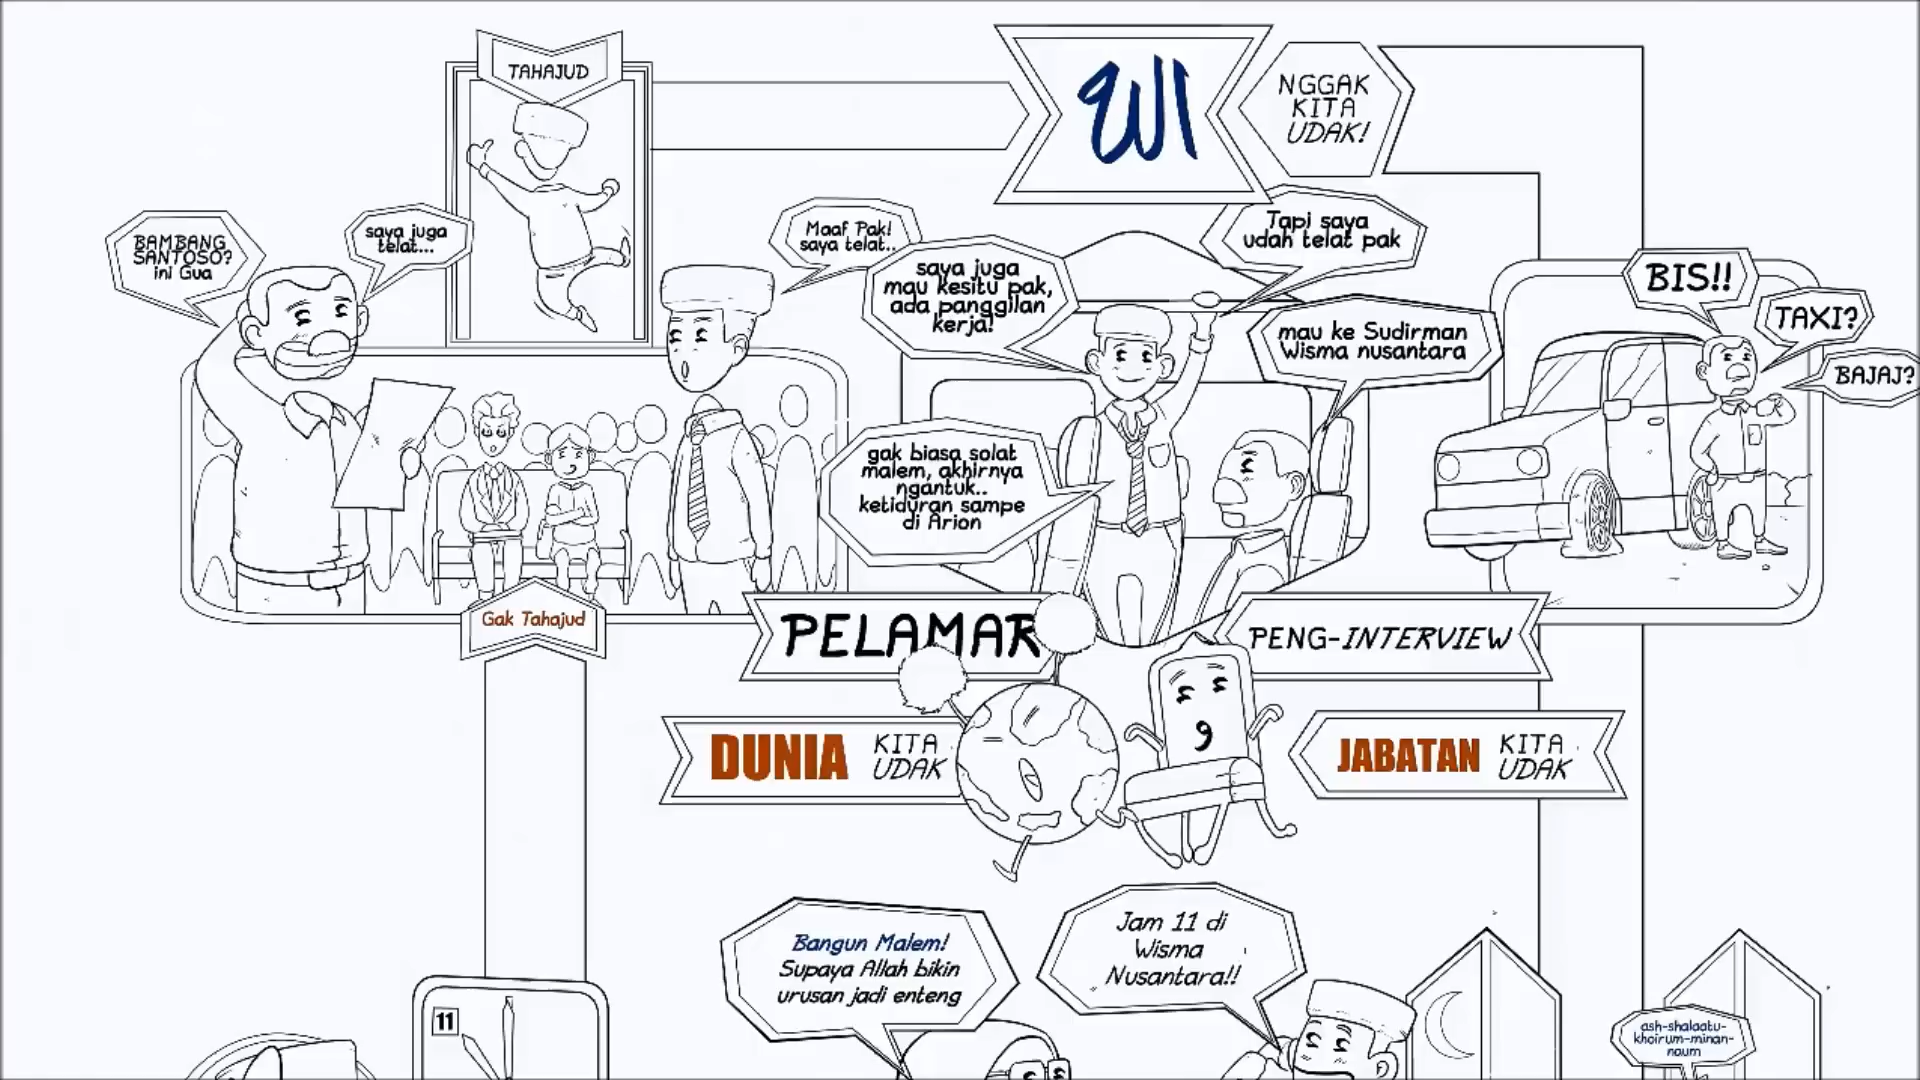 TAHAJUD
الله
NGGAK
KITA
UDAK!
BAMBANG
SANTOSO?
ini Gua
saya juga
telat...
Maaf Pak!
saya telat..
saya juga
mau kesitu pak,
ada panggilan
kerja!
Tapi saya
udah telat pak
mau ke Sudirman
Wisma nusantara
BIS!!
TAXI?
BAJAJ?
gak biasa solat
malem, akhirnya
ngantuk..
ketiduran sampe
di Arion
Gak Tahajud
PELAMAR
PENG-INTERVIEW
DUNIA KITA
UDAK
JABATAN KITA
UDAK
Bangun Malem!
Supaya Allah bikin
urusan jadi enteng
Jam 11 di
Wisma
Nusantara!!
11
ash-shalaatu-
khoirum-minan-
naum